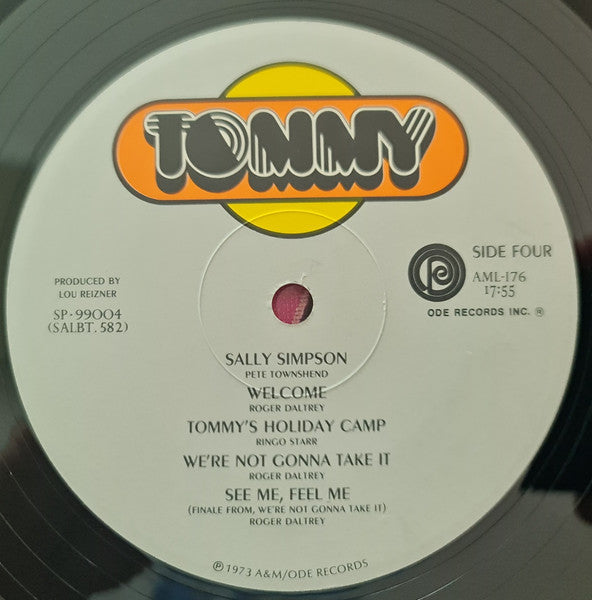 TOMMY
PRODUCED BY
LOU REIZNER
SP-99004
(SALBT. 582)
SIDE FOUR
AML-176
17:55
ODE RECORDS INC. ®
SALLY SIMPSON
PETE TOWNSHEND
WELCOME
ROGER DALTREY
TOMMY'S HOLIDAY CAMP
RINGO STARR
WE'RE NOT GONNA TAKE IT
ROGER DALTREY
SEE ME, FEEL ME
(FINALE FROM, WE'RE NOT GONNA TAKE IT)
ROGER DALTREY
℗ 1973 A&M/ODE RECORDS